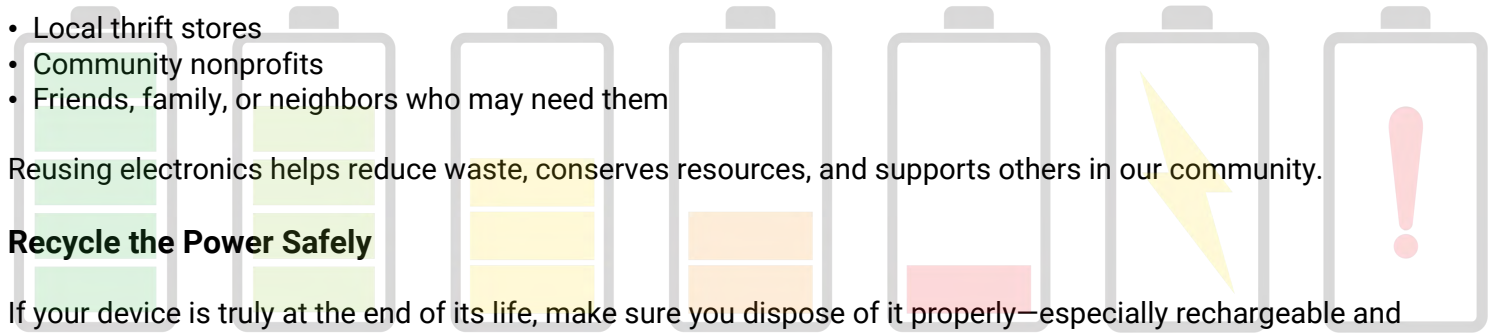 • Local thrift stores
• Community nonprofits
• Friends, family, or neighbors who may need them
Reusing electronics helps reduce waste, conserves resources, and supports others in our community.
Recycle the Power Safely
If your device is truly at the end of its life, make sure you dispose of it properly—especially rechargeable and